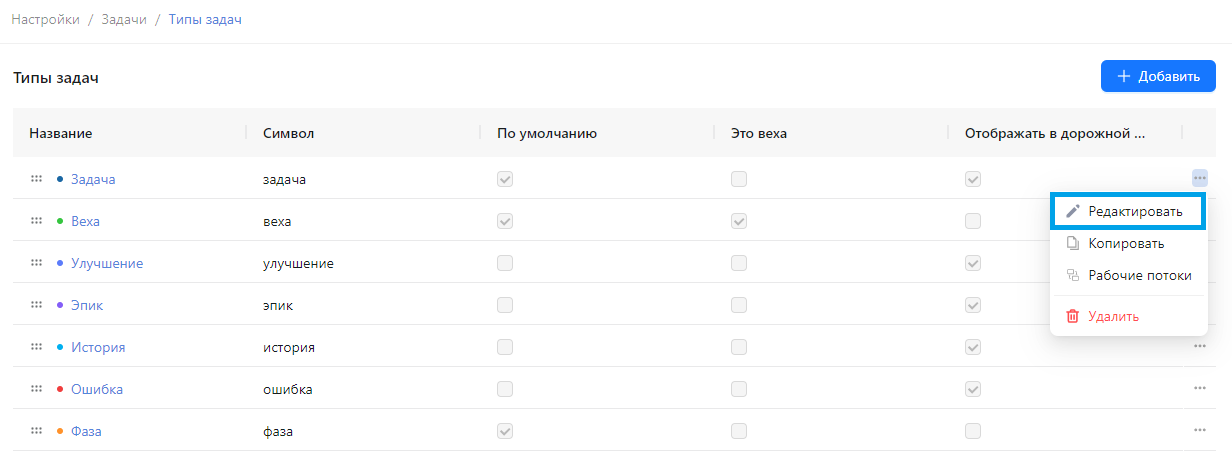 Настройки / Задачи / Типы задач
Типы задач
Добавить
Название Символ По умолчанию Это веха Отображать в дорожной ...
Задача задача
Веха веха
Редактировать
Улучшение улучшение
Копировать
Эпик эпик
Рабочие потоки
Удалить
История история
Ошибка ошибка
Фаза фаза